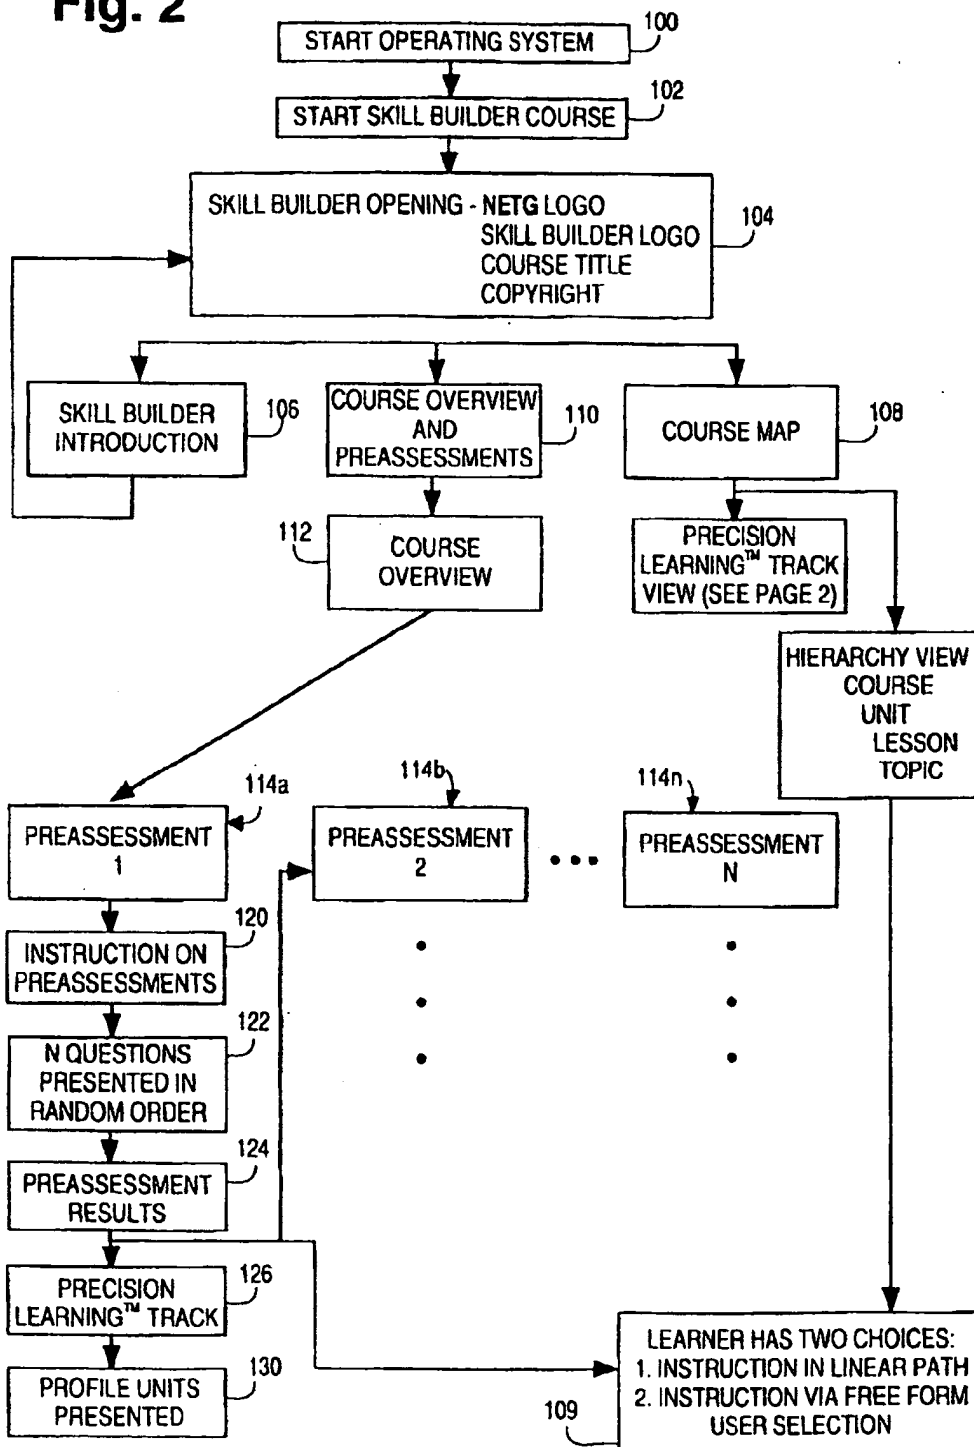 Fig. 2
START OPERATING SYSTEM
100
START SKILL BUILDER COURSE
102
SKILL BUILDER OPENING - NETG LOGO
SKILL BUILDER LOGO
COURSE TITLE
COPYRIGHT
104
SKILL BUILDER
INTRODUCTION
106
COURSE OVERVIEW
AND
PREASSESSMENTS
110
COURSE MAP
108
112
COURSE
OVERVIEW
PRECISION
LEARNING™ TRACK
VIEW (SEE PAGE 2)
HIERARCHY VIEW
COURSE
UNIT
LESSON
TOPIC
114a
PREASSESSMENT
1
114b
PREASSESSMENT
2
114n
PREASSESSMENT
N
120
INSTRUCTION ON
PREASSESSMENTS
122
N QUESTIONS
PRESENTED IN
RANDOM ORDER
124
PREASSESSMENT
RESULTS
126
PRECISION
LEARNING™ TRACK
130
PROFILE UNITS
PRESENTED
LEARNER HAS TWO CHOICES:
1. INSTRUCTION IN LINEAR PATH
2. INSTRUCTION VIA FREE FORM
USER SELECTION
109